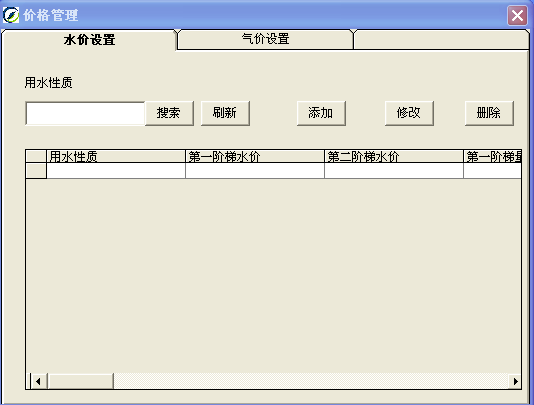 价格管理
水价设置 气价设置
用水性质
搜索 刷新 添加 修改 删除
用水性质 第一阶梯水价 第二阶梯水价 第一阶梯量